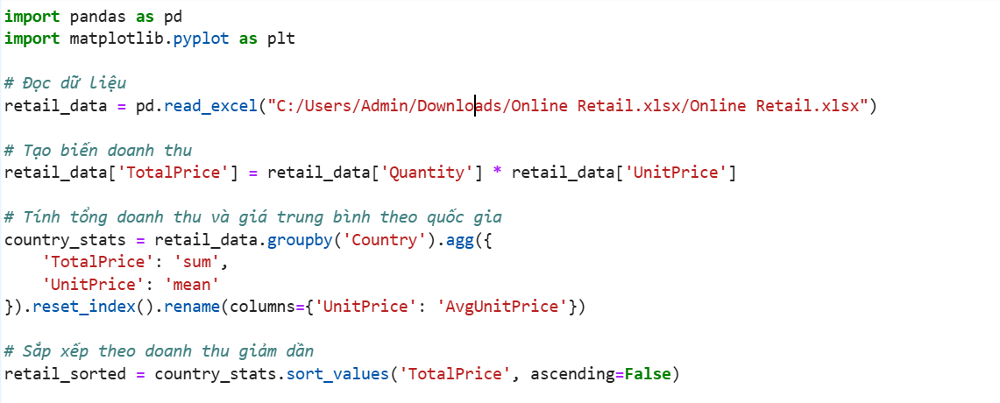 import pandas as pd
import matplotlib.pyplot as plt
# Đọc dữ liệu
retail_data = pd.read_excel("C:/Users/Admin/Downloads/Online Retail.xlsx/Online Retail.xlsx")
# Tạo biến doanh thu
retail_data['TotalPrice'] = retail_data['Quantity'] * retail_data['UnitPrice']
# Tính tổng doanh thu và giá trung bình theo quốc gia
country_stats = retail_data.groupby('Country').agg({
    'TotalPrice': 'sum',
    'UnitPrice': 'mean'
}).reset_index().rename(columns={'UnitPrice': 'AvgUnitPrice'})
# Sắp xếp theo doanh thu giảm dần
retail_sorted = country_stats.sort_values('TotalPrice', ascending=False)